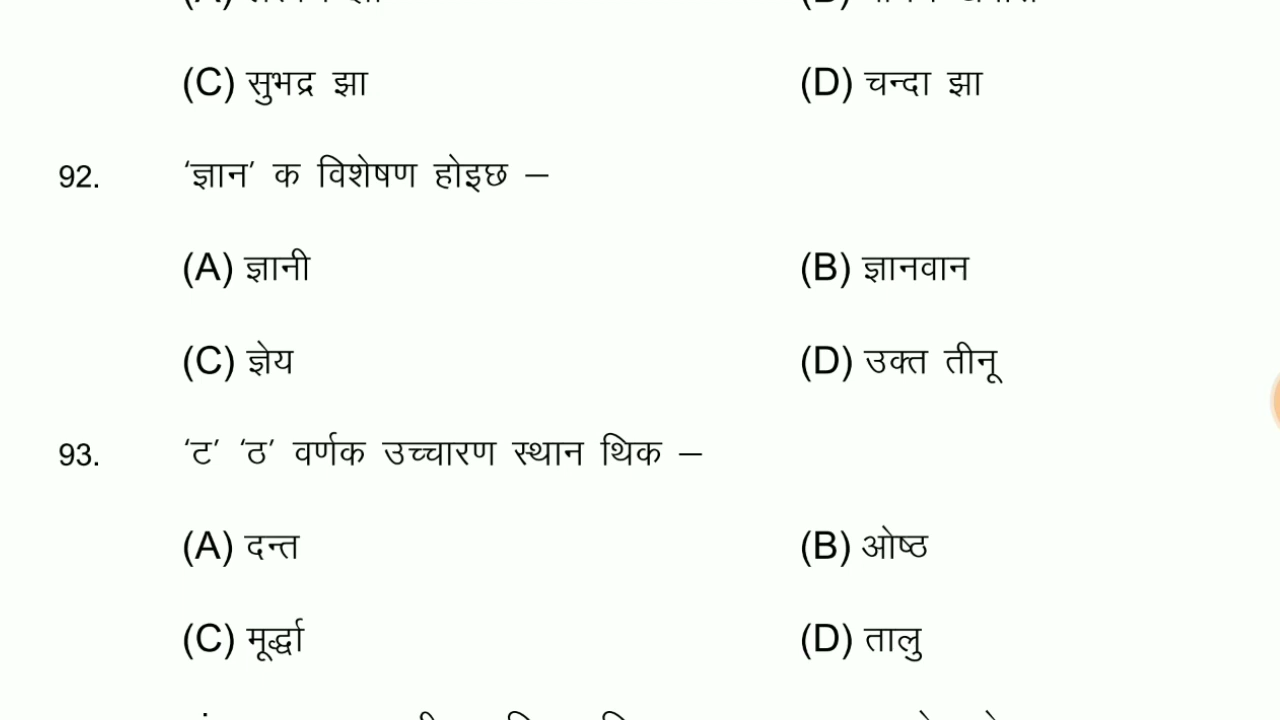 (C) सुभद्र झा (D) चन्दा झा
92. ‘ज्ञान’ क विशेषण होइछ –
(A) ज्ञानी (B) ज्ञानवान
(C) ज्ञेय (D) उक्त तीनू
93. ‘ट’ ‘ठ’ वर्णक उच्चारण स्थान थिक –
(A) दन्त (B) ओष्ठ
(C) मूर्द्धा (D) तालु